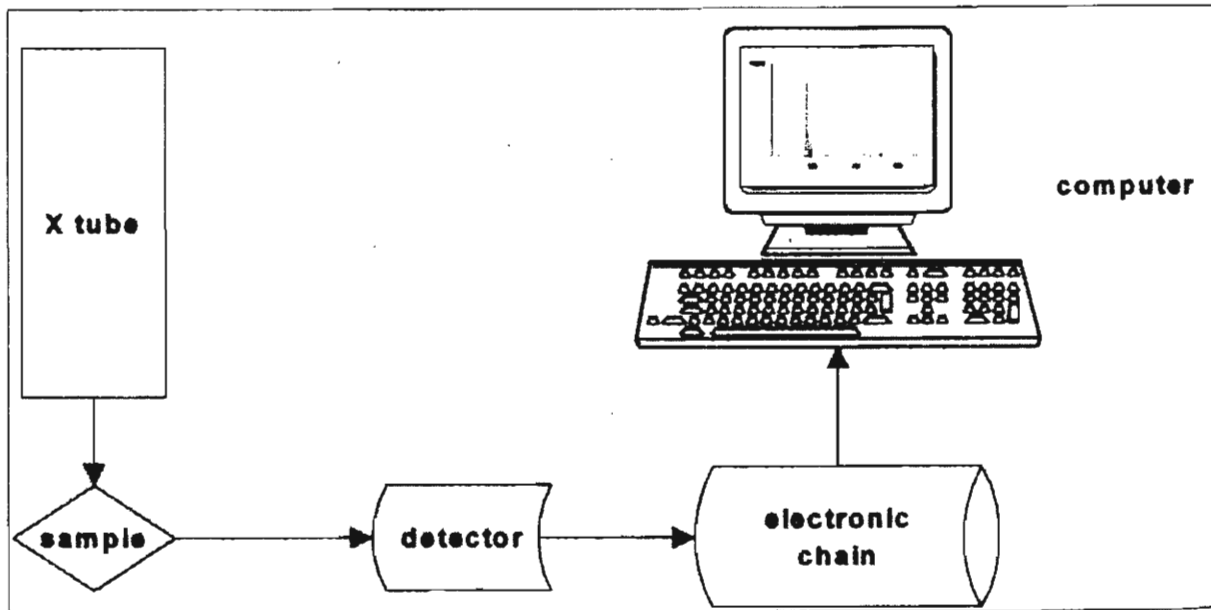 X tube
computer
sample
detector
electronic
chain